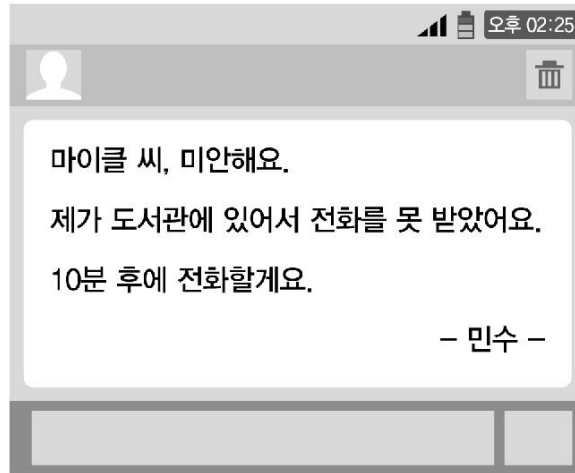 오후 02:25
마이클 씨, 미안해요.
제가 도서관에 있어서 전화를 못 받았어요.
10분 후에 전화할게요.
– 민수 –